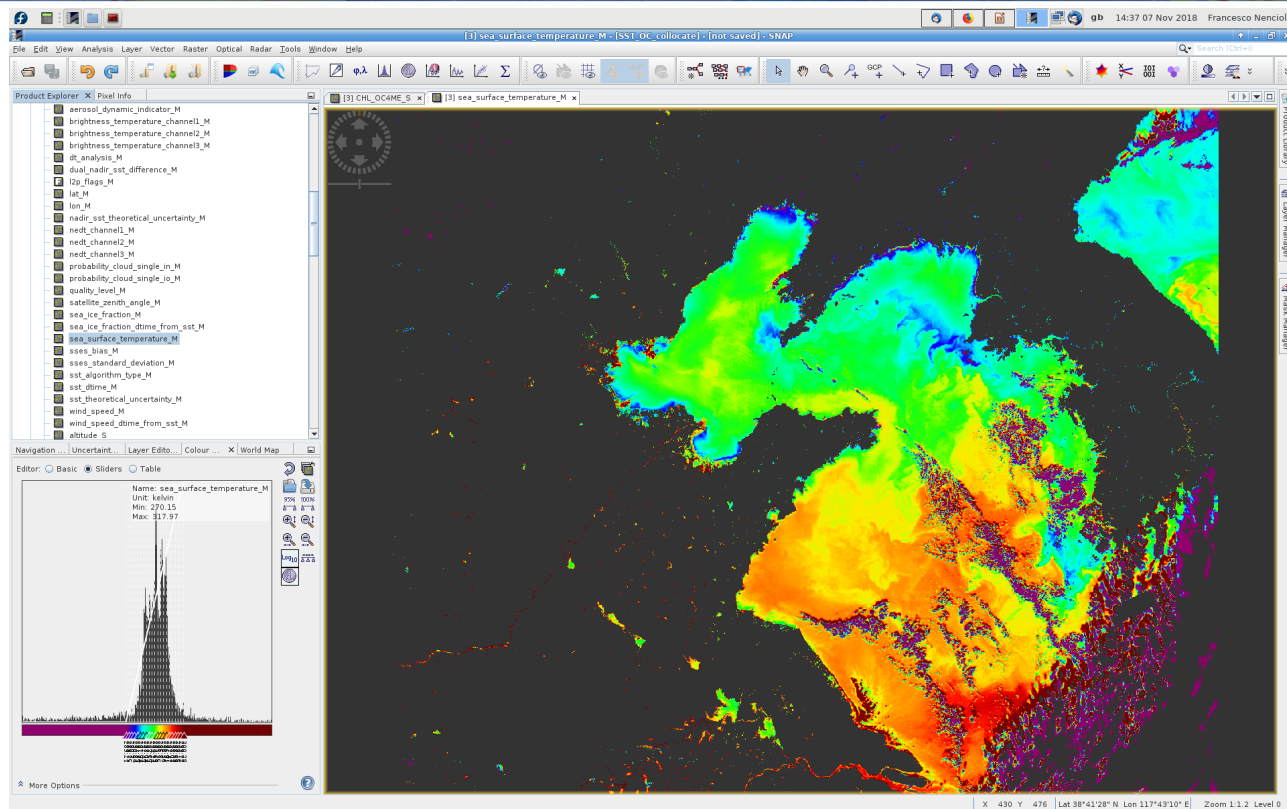 gb 14:37 07 Nov 2018 Francesco Nenciol
[3] sea_surface_temperature_M - [SST_OC_collocate] - [not saved] - SNAP
File Edit View Analysis Layer Vector Raster Optical Radar Tools Window Help
Search (Ctrl+I)
φ,λ Σ GCP
Product Explorer X Pixel Info
[3] CHL_OC4ME_S x [3] sea_surface_temperature_M x
aerosol_dynamic_indicator_M
brightness_temperature_channel1_M
brightness_temperature_channel2_M
brightness_temperature_channel3_M
dt_analysis_M
dual_nadir_sst_difference_M
l2p_flags_M
lat_M
lon_M
nadir_sst_theoretical_uncertainty_M
nedt_channel1_M
nedt_channel2_M
nedt_channel3_M
probability_cloud_single_in_M
probability_cloud_single_io_M
quality_level_M
satellite_zenith_angle_M
sea_ice_fraction_M
sea_ice_fraction_dtime_from_sst_M
sea_surface_temperature_M
sses_bias_M
sses_standard_deviation_M
sst_algorithm_type_M
sst_dtime_M
sst_theoretical_uncertainty_M
wind_speed_M
wind_speed_dtime_from_sst_M
altitude_S
Product Library
Layer Manager
Mask Manager
Navigation ... Uncertaint... Layer Edito... Colour ... X World Map
Editor: Basic Sliders Table
Name: sea_surface_temperature_M
Unit: kelvin
Min: 270.15
Max: 317.97
95% 100%
Log10
More Options
X 430 Y 476 Lat 38°41'28" N Lon 117°43'10" E Zoom 1:1.2 Level 0